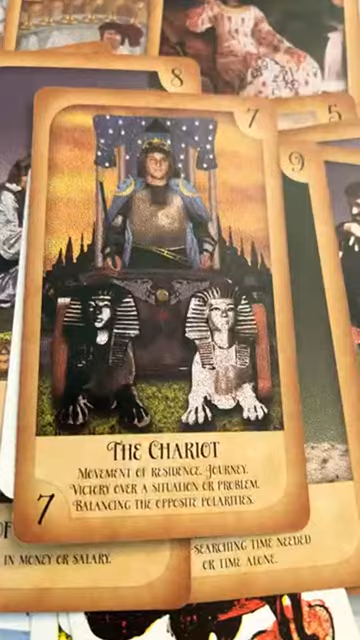 8
7
5
9
THE CHARIOT
MOVEMENT OF RESIDENCE. JOURNEY.
VICTORY OVER A SITUATION OR PROBLEM.
BALANCING THE OPPOSITE POLARITIES.
7
OF
IN MONEY OR SALARY.
SEARCHING TIME NEEDED
OR TIME ALONE.